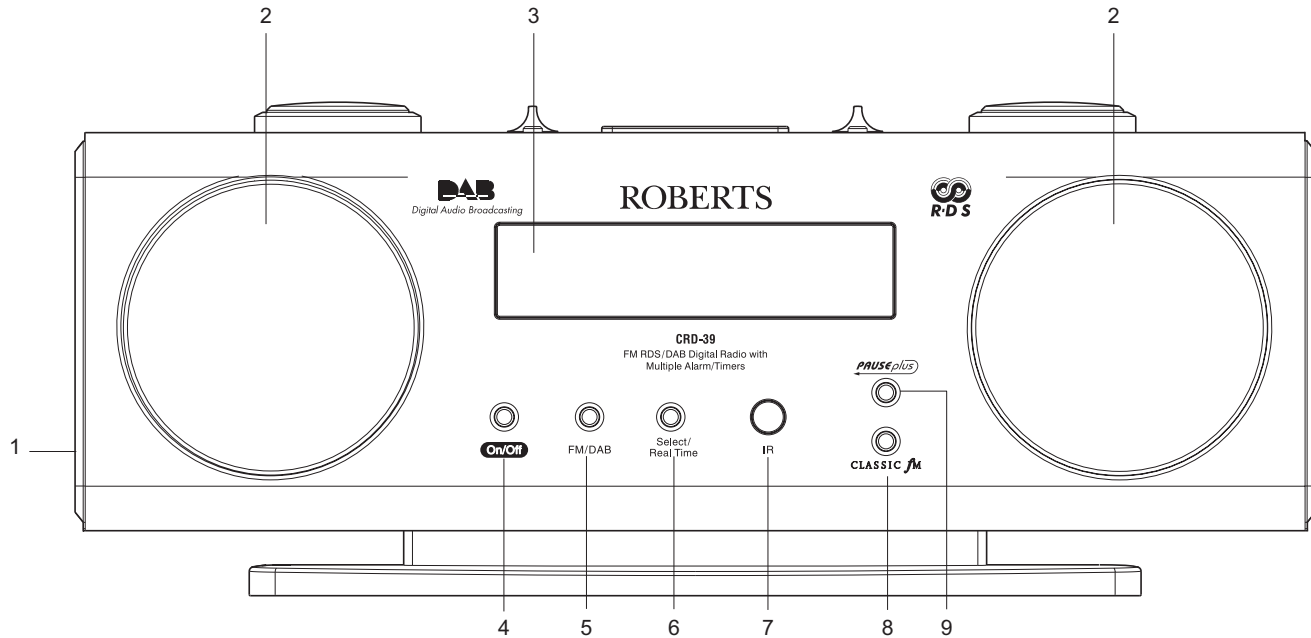 2 3 2
DAB
Digital Audio Broadcasting
ROBERTS
R·D S
CRD-39
FM RDS/DAB Digital Radio with
Multiple Alarm/Timers
PAUSEplus
1
On/Off
FM/DAB
Select/
Real Time
IR
CLASSIC fM
4 5 6 7 8 9